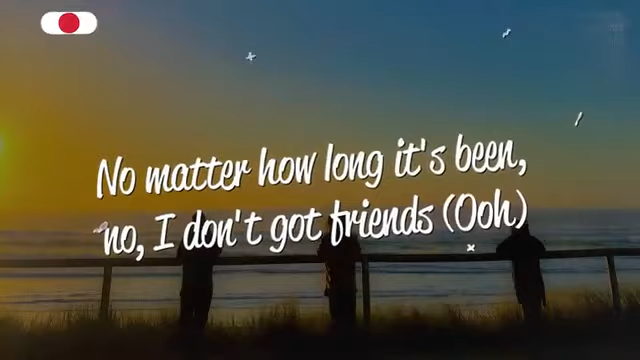 No matter how long it's been,
no, I don't got friends (Ooh)